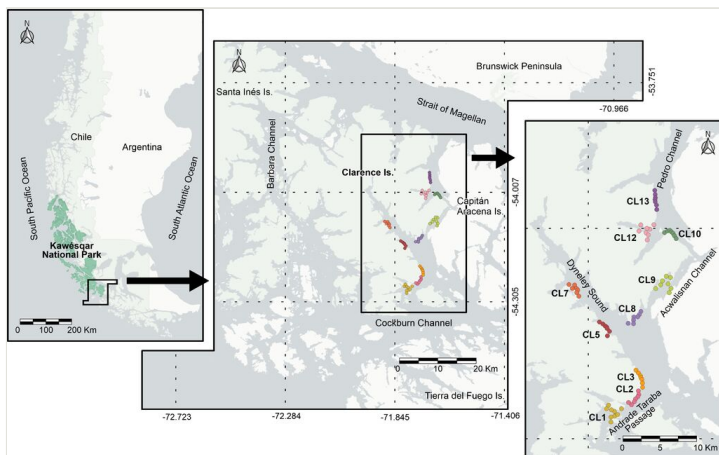 N
Chile
Argentina
South Pacific Ocean
South Atlantic Ocean
Kawésqar
National Park
0 100 200 Km
N
Brunswick Peninsula
Santa Inés Is.
Strait of Magellan
Barbara Channel
Clarence Is.
Capitán
Aracena Is.
Cockburn Channel
0 10 20 Km
Tierra del Fuego Is.
-72.723
-72.284
-71.845
-71.406
-70.966
-53.751
-54.007
-54.305
N
Pedro Channel
CL13
CL12
CL10
Acwalisnan Channel
Dyneley Sound
CL9
CL7
CL8
CL5
CL3
CL2
CL1
Andrade Taraba
Passage
0 5 10 Km